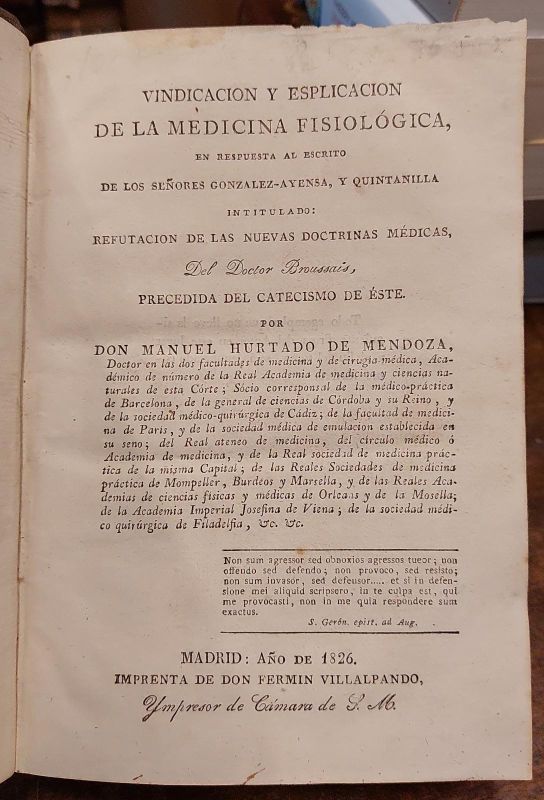 VINDICACION Y ESPLICACION
DE LA MEDICINA FISIOLÓGICA,
EN RESPUESTA AL ESCRITO
DE LOS SEÑORES GONZALEZ-AYENSA, Y QUINTANILLA
INTITULADO:
REFUTACION DE LAS NUEVAS DOCTRINAS MÉDICAS,
Del Doctor Broussais,
PRECEDIDA DEL CATECISMO DE ÉSTE.
POR
DON MANUEL HURTADO DE MENDOZA,
Doctor en las dos facultades de medicina y de cirugía médica, Aca-
démico de número de la Real Academia de medicina y ciencias na-
turales de esta Córte; Sócio corresponsal de la médico-práctica
de Barcelona, de la general de ciencias de Córdoba y su Reino, y
de la sociedad médico-quirúrgica de Cádiz; de la facultad de medici-
na de Paris, y de la sociedad médica de emulacion establecida en
su seno; del Real ateneo de medicina, del círculo médico ó
Academia de medicina, y de la Real sociedad de medicina prác-
tica de la misma Capital; de las Reales Sociedades de medicina
práctica de Mompeller, Burdeos y Marsella, y de las Reales Aca-
demias de ciencias físicas y médicas de Orleans y de la Mosella;
de la Academia Imperial Josefina de Viena; de la sociedad médi-
co quirúrgica de Filadelfia, &c. &c.
Non sum agressor sed obnoxios agressos tueor; non
offendo sed defendo; non provoco, sed resisto;
non sum invasor, sed defensor..... et si in defen-
sione mei aliquid scripsero, in te culpa est, qui
me provocasti, non in me quia respondere sum
exactus.
S. Gerón. epist. ad Aug.
MADRID: AÑO DE 1826.
IMPRENTA DE DON FERMIN VILLALPANDO,
Ympresor de Cámara de S. M.